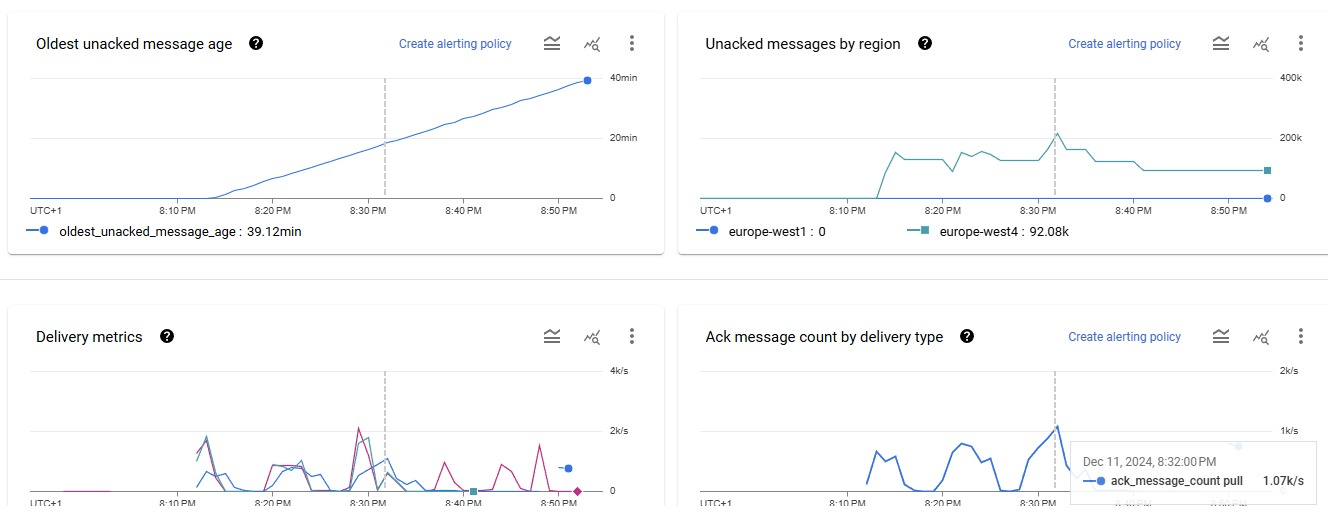 Oldest unacked message age ? Create alerting policy
40min
20min
0
UTC+1 8:10 PM 8:20 PM 8:30 PM 8:40 PM 8:50 PM
oldest_unacked_message_age : 39.12min
Unacked messages by region ? Create alerting policy
400k
200k
0
UTC+1 8:10 PM 8:20 PM 8:30 PM 8:40 PM 8:50 PM
europe-west1 : 0 europe-west4 : 92.08k
Delivery metrics ?
4k/s
2k/s
0
UTC+1 8:10 PM 8:20 PM 8:30 PM 8:40 PM 8:50 PM
Ack message count by delivery type ? Create alerting policy
2k/s
1k/s
Dec 11, 2024, 8:32:00 PM
ack_message_count pull 1.07k/s
UTC+1 8:10 PM 8:20 PM 8:30 PM